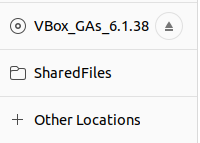 VBox_GAs_6.1.38
SharedFiles
Other Locations